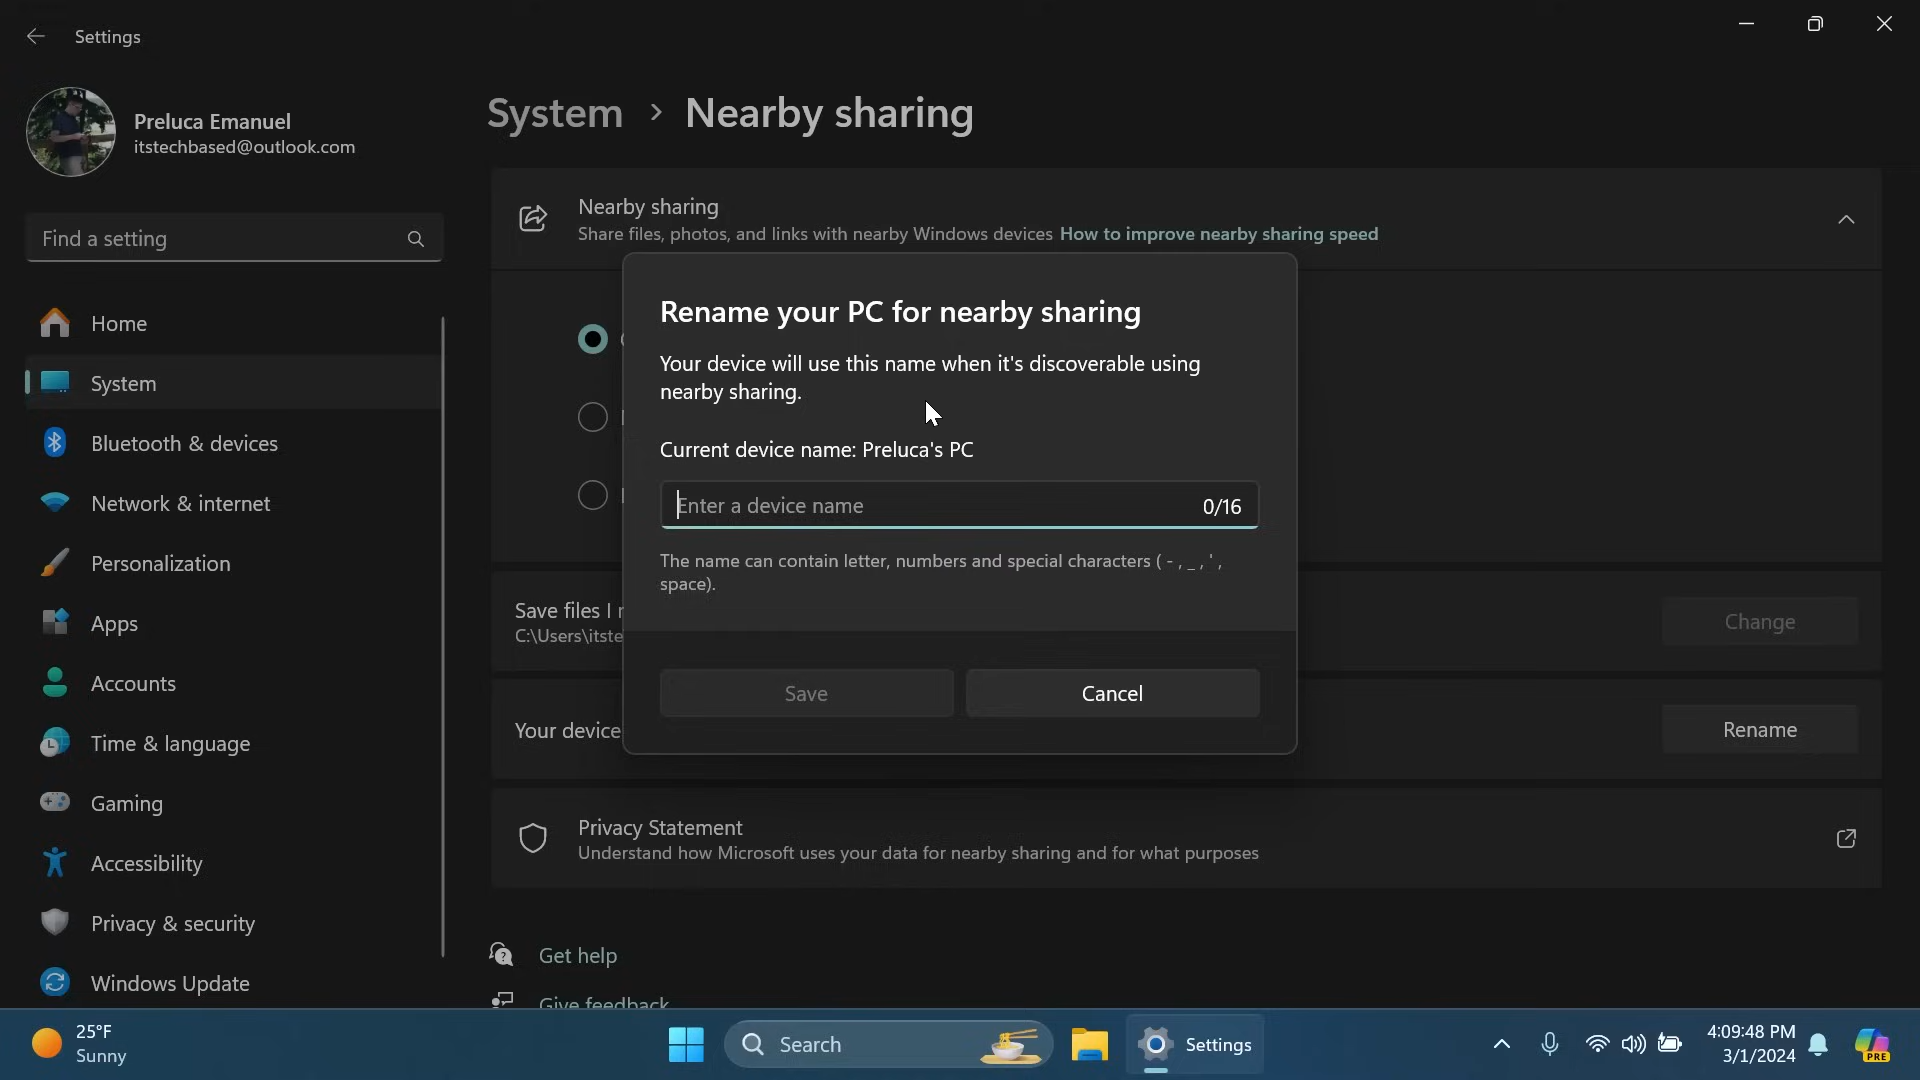 Settings
Preluca Emanuel
itstechbased@outlook.com
Find a setting
Home
System
Bluetooth & devices
Network & internet
Personalization
Apps
Accounts
Time & language
Gaming
Accessibility
Privacy & security
Windows Update
System > Nearby sharing
Nearby sharing
Share files, photos, and links with nearby Windows devices How to improve nearby sharing speed
Rename your PC for nearby sharing
Your device will use this name when it's discoverable using
nearby sharing.
Current device name: Preluca's PC
Enter a device name 0/16
The name can contain letter, numbers and special characters ( - , _ , ' ,
space).
Save Cancel
Save files I
C:\Users\itste
Change
Your device
Rename
Privacy Statement
Understand how Microsoft uses your data for nearby sharing and for what purposes
Get help
Give feedback
25°F
Sunny
Search
Settings
4:09:48 PM
3/1/2024
PRE